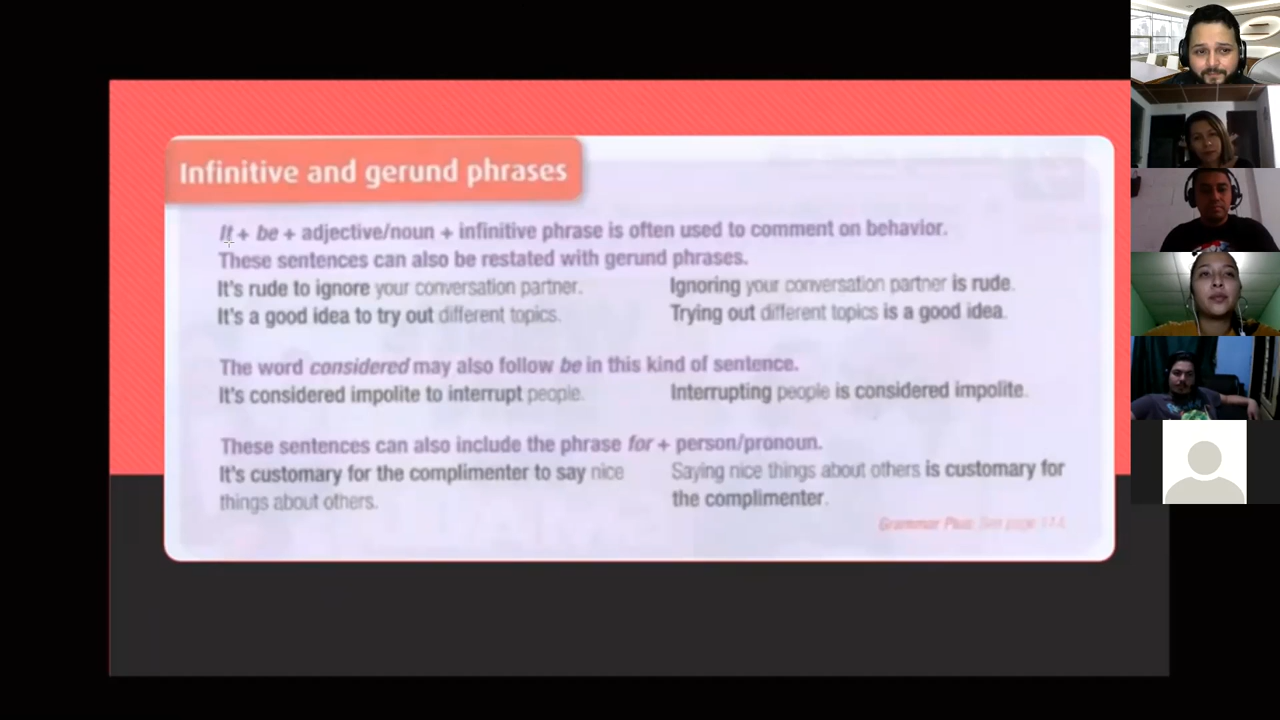 Infinitive and gerund phrases
It + be + adjective/noun + infinitive phrase is often used to comment on behavior.
These sentences can also be restated with gerund phrases.
It's rude to ignore your conversation partner. Ignoring your conversation partner is rude.
It's a good idea to try out different topics. Trying out different topics is a good idea.
The word considered may also follow be in this kind of sentence.
It's considered impolite to interrupt people. Interrupting people is considered impolite.
These sentences can also include the phrase for + person/pronoun.
It's customary for the complimenter to say nice Saying nice things about others is customary for
things about others. the complimenter.
Grammar Plus: See page